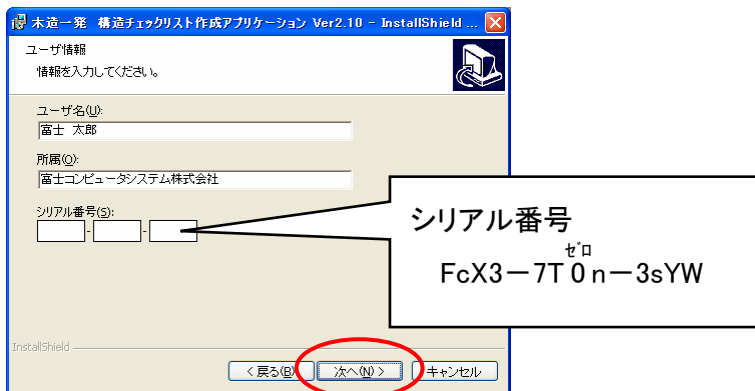 木造一発 構造チェックリスト作成アプリケーション Ver2.10 - InstallShield ...
ユーザ情報
情報を入力してください。
ユーザ名(U):
富士 太郎
所属(O):
富士コンピュータシステム株式会社
シリアル番号(S):
- -
シリアル番号
ゼロ
FcX3－7T0n－3sYW
InstallShield
< 戻る(B) 次へ(N) > キャンセル